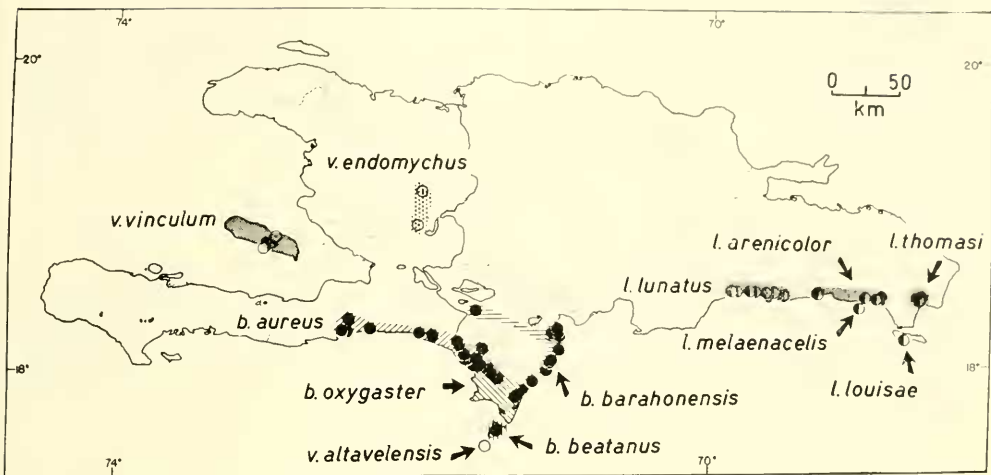 74° 70°
20° 20°
0 50
km
v. endomychus
v. vinculum
l. arenicolor l. thomasi
l. lunatus
b. aureus
l. melaenacelis
18° 18°
b. oxygaster l. louisae
b. barahonensis
v. altavelensis b. beatanus
74° 70°